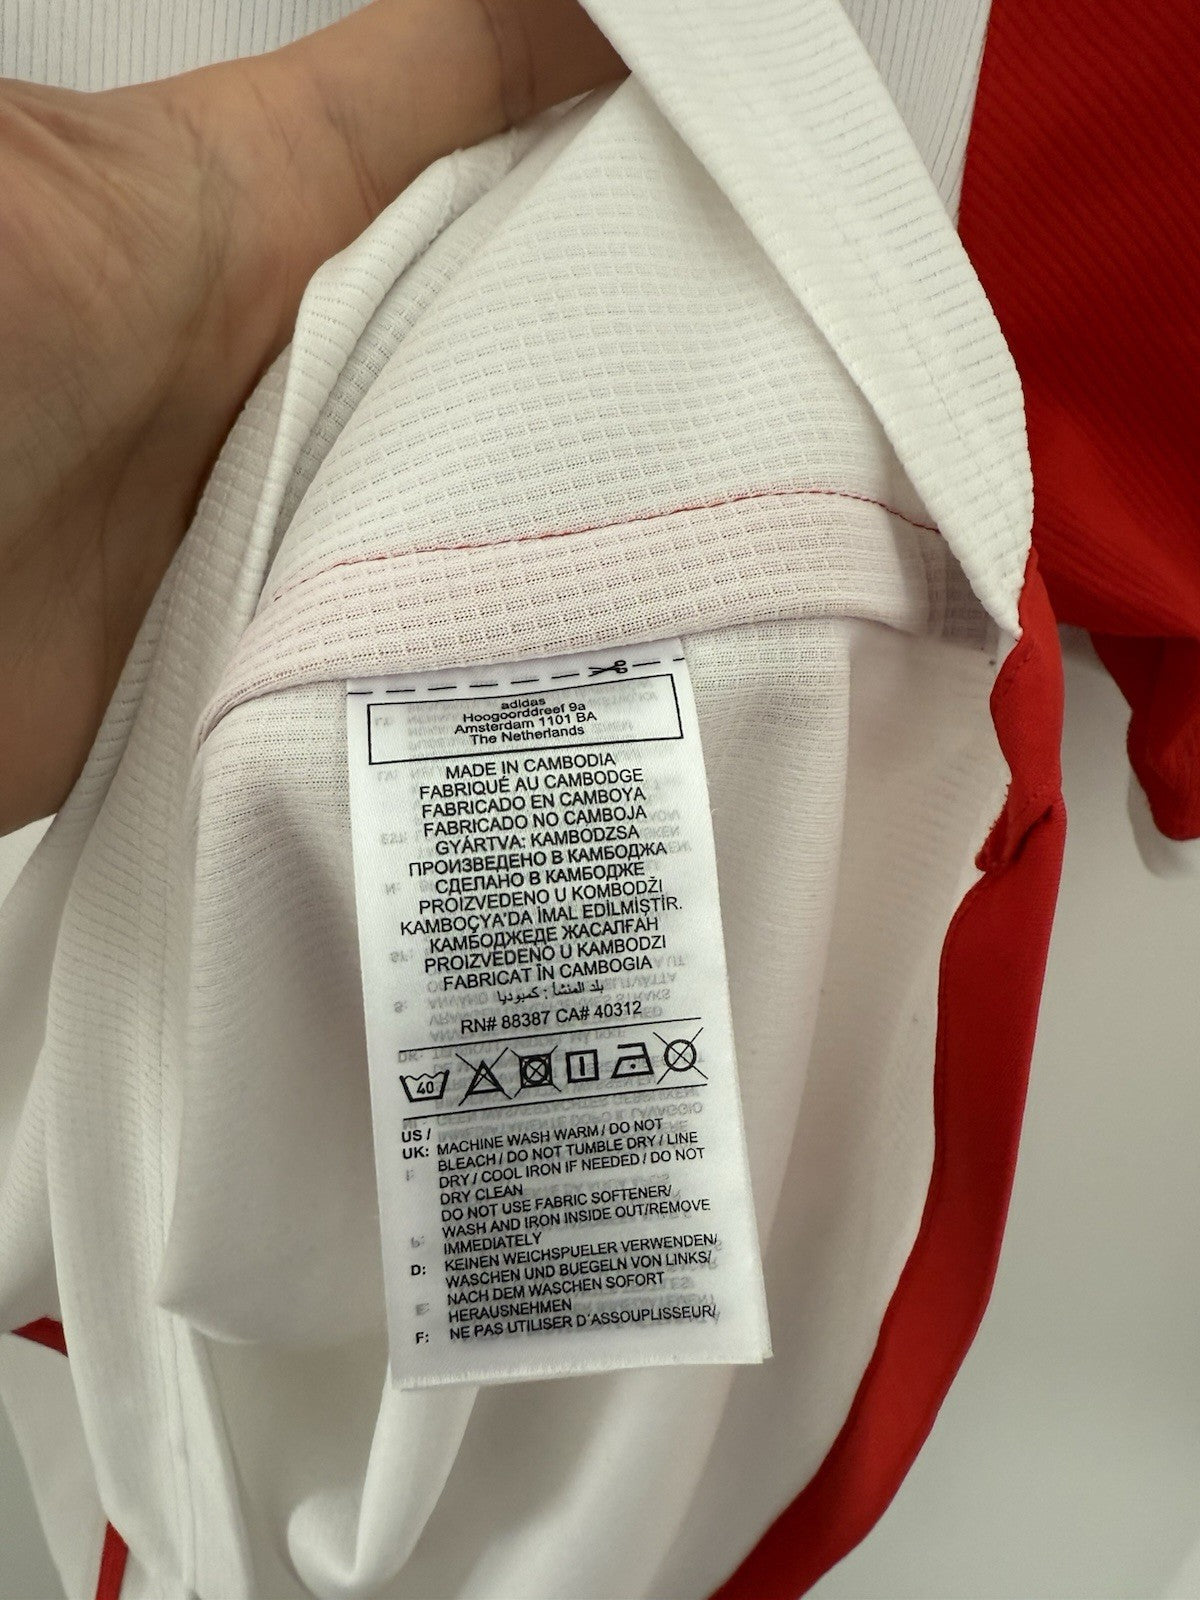 adidas
Hoogoorddreef 9a
Amsterdam 1101 BA
The Netherlands
MADE IN CAMBODIA
FABRIQUÉ AU CAMBODGE
FABRICADO EN CAMBOYA
FABRICADO NO CAMBOJA
GYÁRTVA: KAMBODZSA
ПРОИЗВЕДЕНО В КАМБОДЖА
СДЕЛАНО В КАМБОДЖЕ
PROIZVEDENO U KOMBODŽI
KAMBOÇYA'DA İMAL EDİLMİŞTİR.
КАМБОДЖЕДЕ ЖАСАЛҒАН
PROIZVEDENO U KAMBODZI
FABRICAT ÎN CAMBOGIA
بلد المنشأ : كمبوديا
RN# 88387 CA# 40312
40
US /
UK: MACHINE WASH WARM / DO NOT
BLEACH / DO NOT TUMBLE DRY / LINE
DRY / COOL IRON IF NEEDED / DO NOT
DRY CLEAN
DO NOT USE FABRIC SOFTENER/
WASH AND IRON INSIDE OUT/REMOVE
IMMEDIATELY
D: KEINEN WEICHSPUELER VERWENDEN/
WASCHEN UND BUEGELN VON LINKS/
NACH DEM WASCHEN SOFORT
HERAUSNEHMEN
F: NE PAS UTILISER D'ASSOUPLISSEUR/